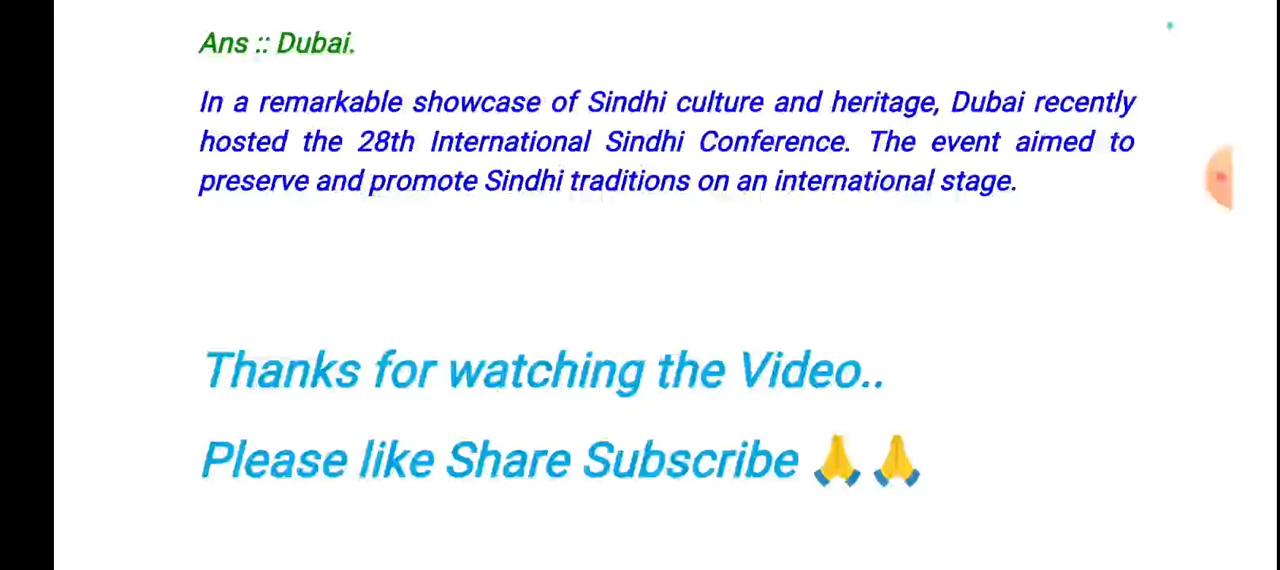 Ans :: Dubai.
In a remarkable showcase of Sindhi culture and heritage, Dubai recently
hosted the 28th International Sindhi Conference. The event aimed to
preserve and promote Sindhi traditions on an international stage.
Thanks for watching the Video..
Please like Share Subscribe 🙏🙏